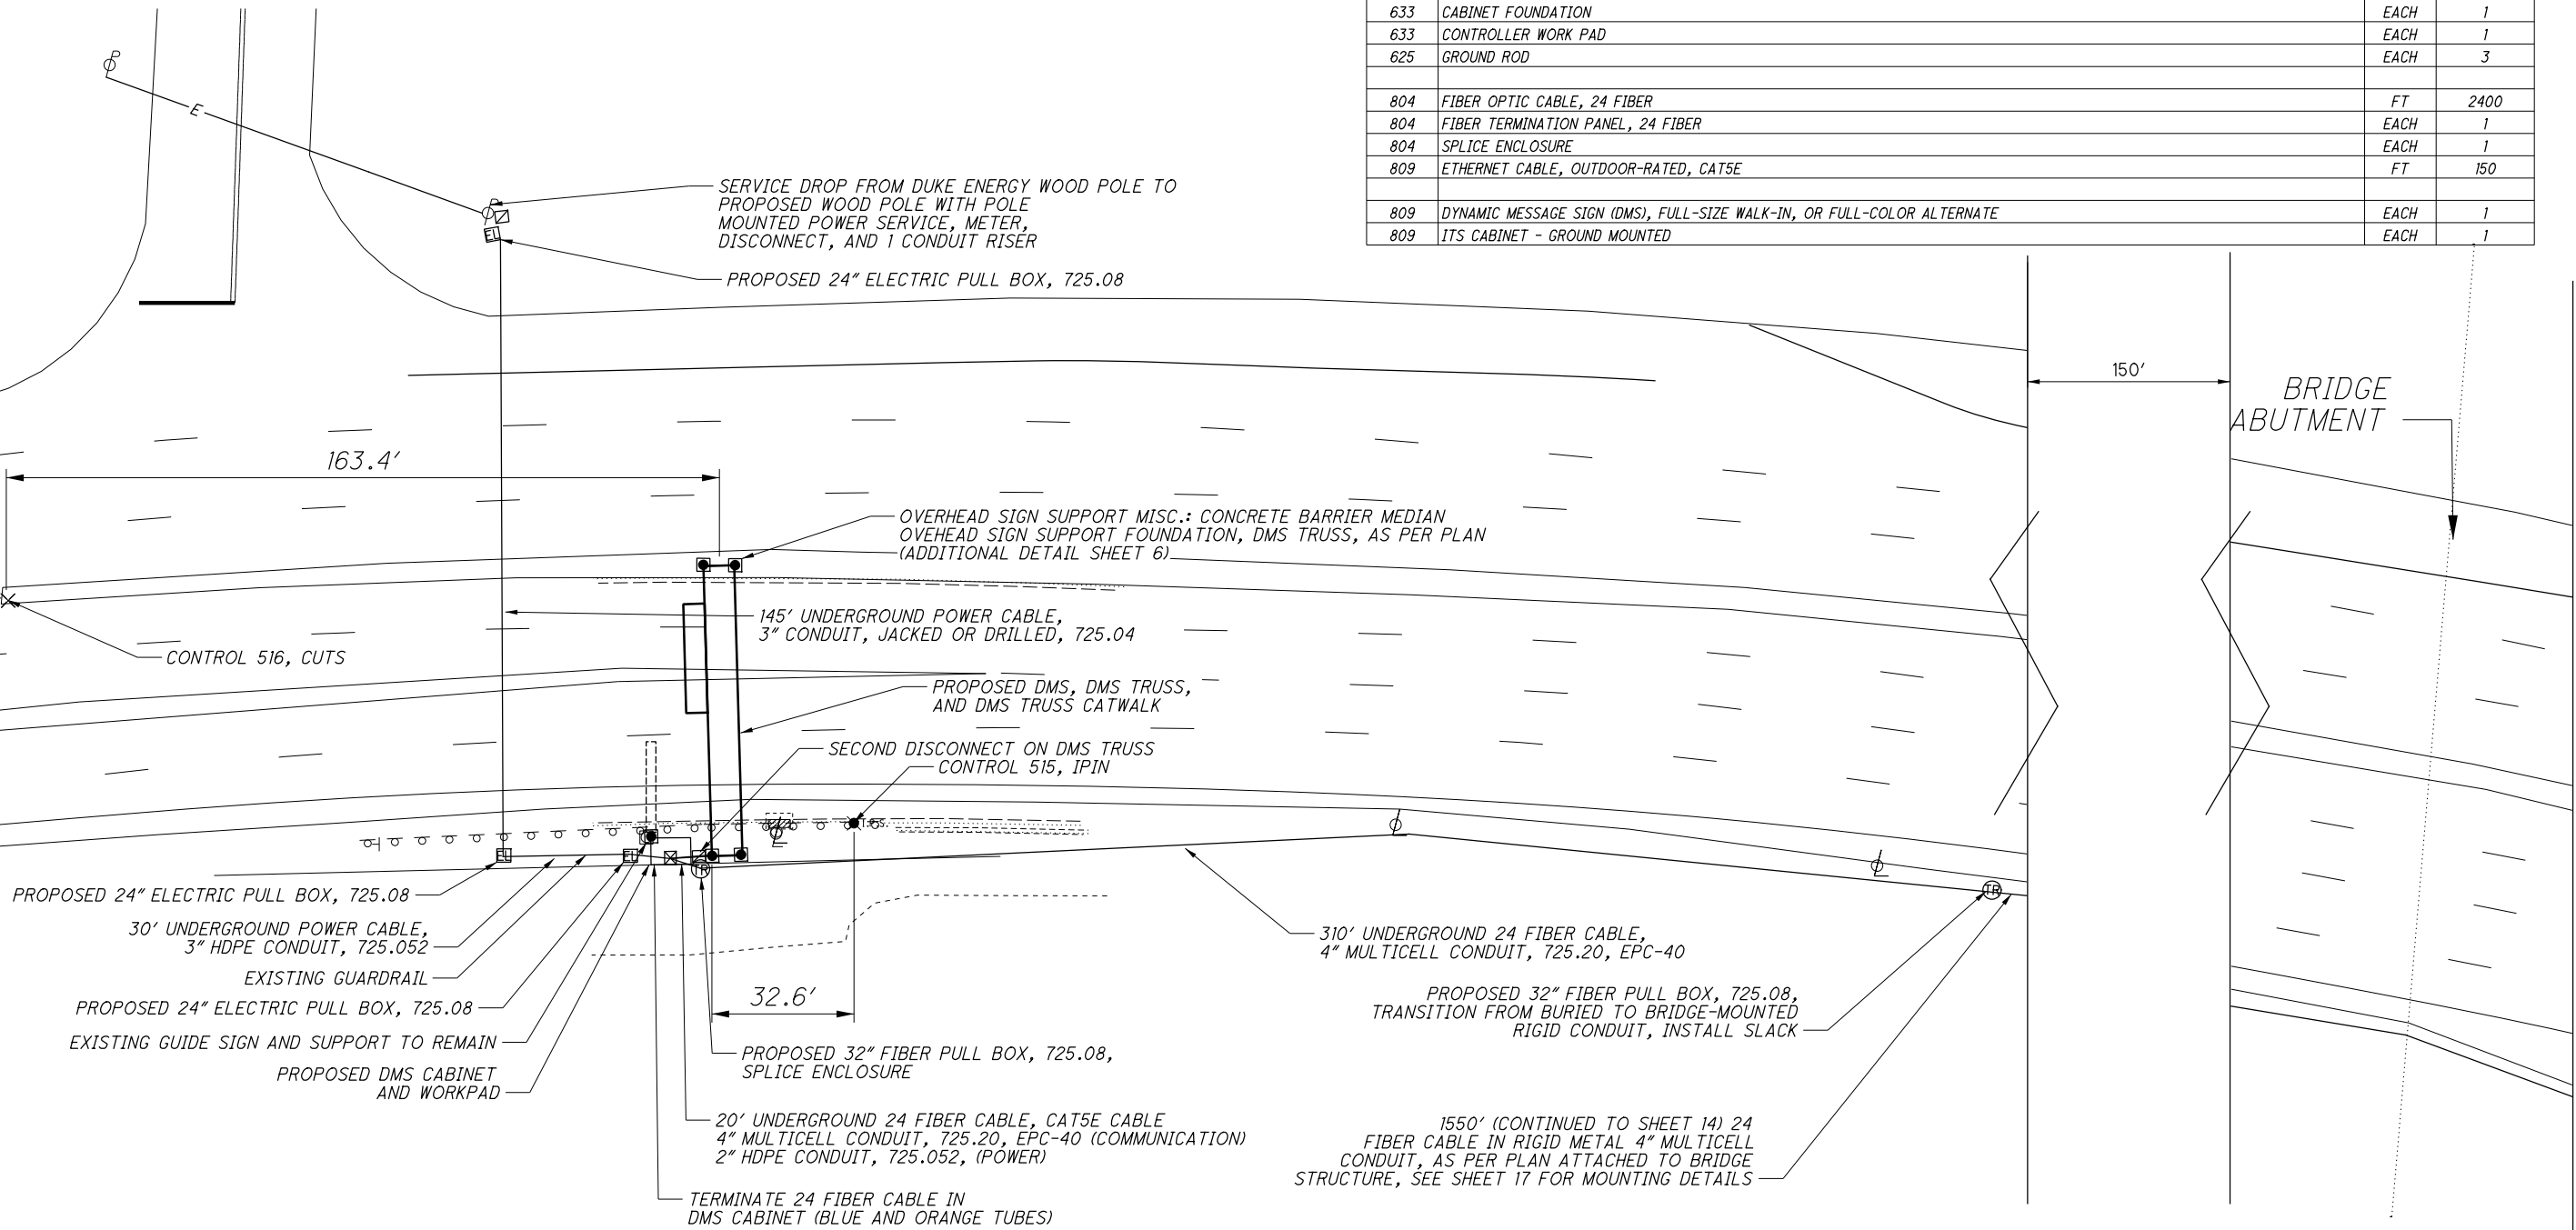 633 CABINET FOUNDATION EACH 1
633 CONTROLLER WORK PAD EACH 1
625 GROUND ROD EACH 3
804 FIBER OPTIC CABLE, 24 FIBER FT 2400
804 FIBER TERMINATION PANEL, 24 FIBER EACH 1
804 SPLICE ENCLOSURE EACH 1
809 ETHERNET CABLE, OUTDOOR-RATED, CAT5E FT 150
809 DYNAMIC MESSAGE SIGN (DMS), FULL-SIZE WALK-IN, OR FULL-COLOR ALTERNATE EACH 1
809 ITS CABINET - GROUND MOUNTED EACH 1
P
E
P
EL
SERVICE DROP FROM DUKE ENERGY WOOD POLE TO
PROPOSED WOOD POLE WITH POLE
MOUNTED POWER SERVICE, METER,
DISCONNECT, AND 1 CONDUIT RISER
PROPOSED 24" ELECTRIC PULL BOX, 725.08
150'
BRIDGE
ABUTMENT
163.4'
OVERHEAD SIGN SUPPORT MISC.: CONCRETE BARRIER MEDIAN
OVEHEAD SIGN SUPPORT FOUNDATION, DMS TRUSS, AS PER PLAN
(ADDITIONAL DETAIL SHEET 6)
145' UNDERGROUND POWER CABLE,
3" CONDUIT, JACKED OR DRILLED, 725.04
CONTROL 516, CUTS
PROPOSED DMS, DMS TRUSS,
AND DMS TRUSS CATWALK
SECOND DISCONNECT ON DMS TRUSS
CONTROL 515, IPIN
EL
EL
TR
TR
PROPOSED 24" ELECTRIC PULL BOX, 725.08
30' UNDERGROUND POWER CABLE,
3" HDPE CONDUIT, 725.052
EXISTING GUARDRAIL
PROPOSED 24" ELECTRIC PULL BOX, 725.08
EXISTING GUIDE SIGN AND SUPPORT TO REMAIN
PROPOSED DMS CABINET
AND WORKPAD
32.6'
PROPOSED 32" FIBER PULL BOX, 725.08,
SPLICE ENCLOSURE
20' UNDERGROUND 24 FIBER CABLE, CAT5E CABLE
4" MULTICELL CONDUIT, 725.20, EPC-40 (COMMUNICATION)
2" HDPE CONDUIT, 725.052, (POWER)
TERMINATE 24 FIBER CABLE IN
DMS CABINET (BLUE AND ORANGE TUBES)
310' UNDERGROUND 24 FIBER CABLE,
4" MULTICELL CONDUIT, 725.20, EPC-40
PROPOSED 32" FIBER PULL BOX, 725.08,
TRANSITION FROM BURIED TO BRIDGE-MOUNTED
RIGID CONDUIT, INSTALL SLACK
1550' (CONTINUED TO SHEET 14) 24
FIBER CABLE IN RIGID METAL 4" MULTICELL
CONDUIT, AS PER PLAN ATTACHED TO BRIDGE
STRUCTURE, SEE SHEET 17 FOR MOUNTING DETAILS